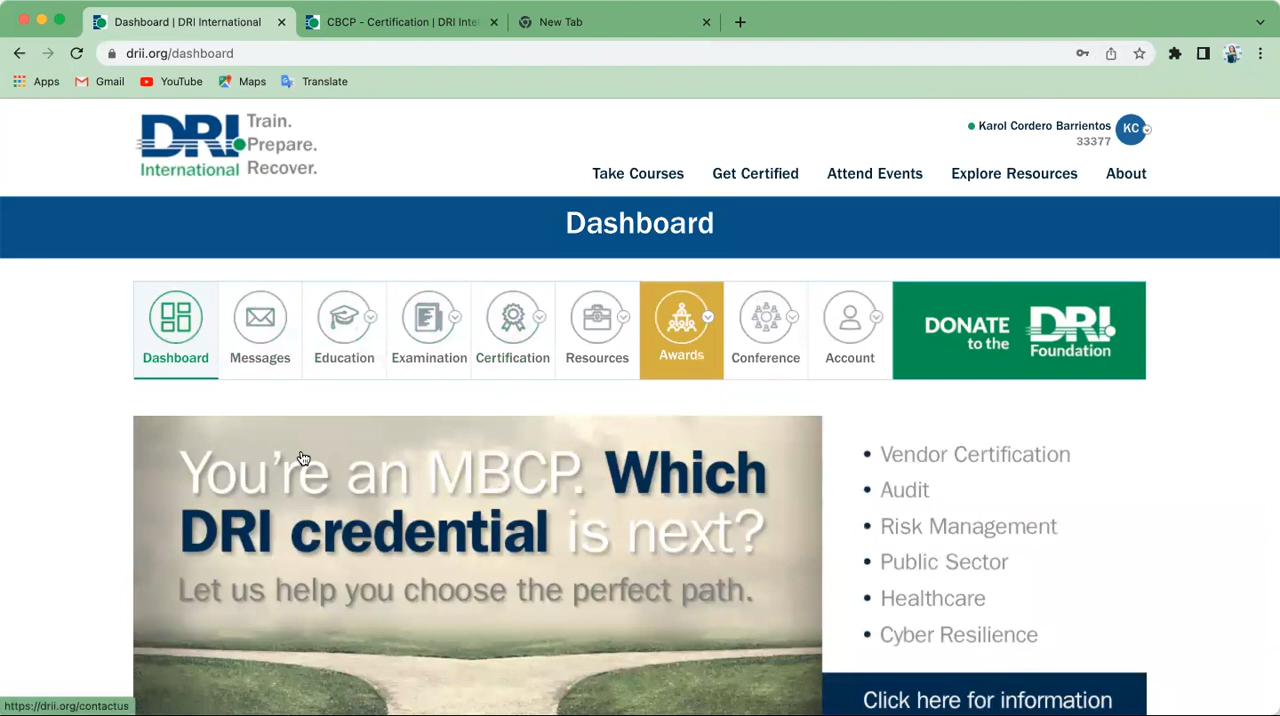 Dashboard | DRI International
CBCP - Certification | DRI Inte
New Tab
drii.org/dashboard
Apps
Gmail
YouTube
Maps
Translate
DRI
International
Train.
Prepare.
Recover.
Karol Cordero Barrientos
33377
KC
Take Courses
Get Certified
Attend Events
Explore Resources
About
Dashboard
Dashboard
Messages
Education
Examination
Certification
Resources
Awards
Conference
Account
DONATE
to the
DRI
Foundation
You're an MBCP. Which
DRI credential is next?
Let us help you choose the perfect path.
• Vendor Certification
• Audit
• Risk Management
• Public Sector
• Healthcare
• Cyber Resilience
Click here for information
https://drii.org/contactus